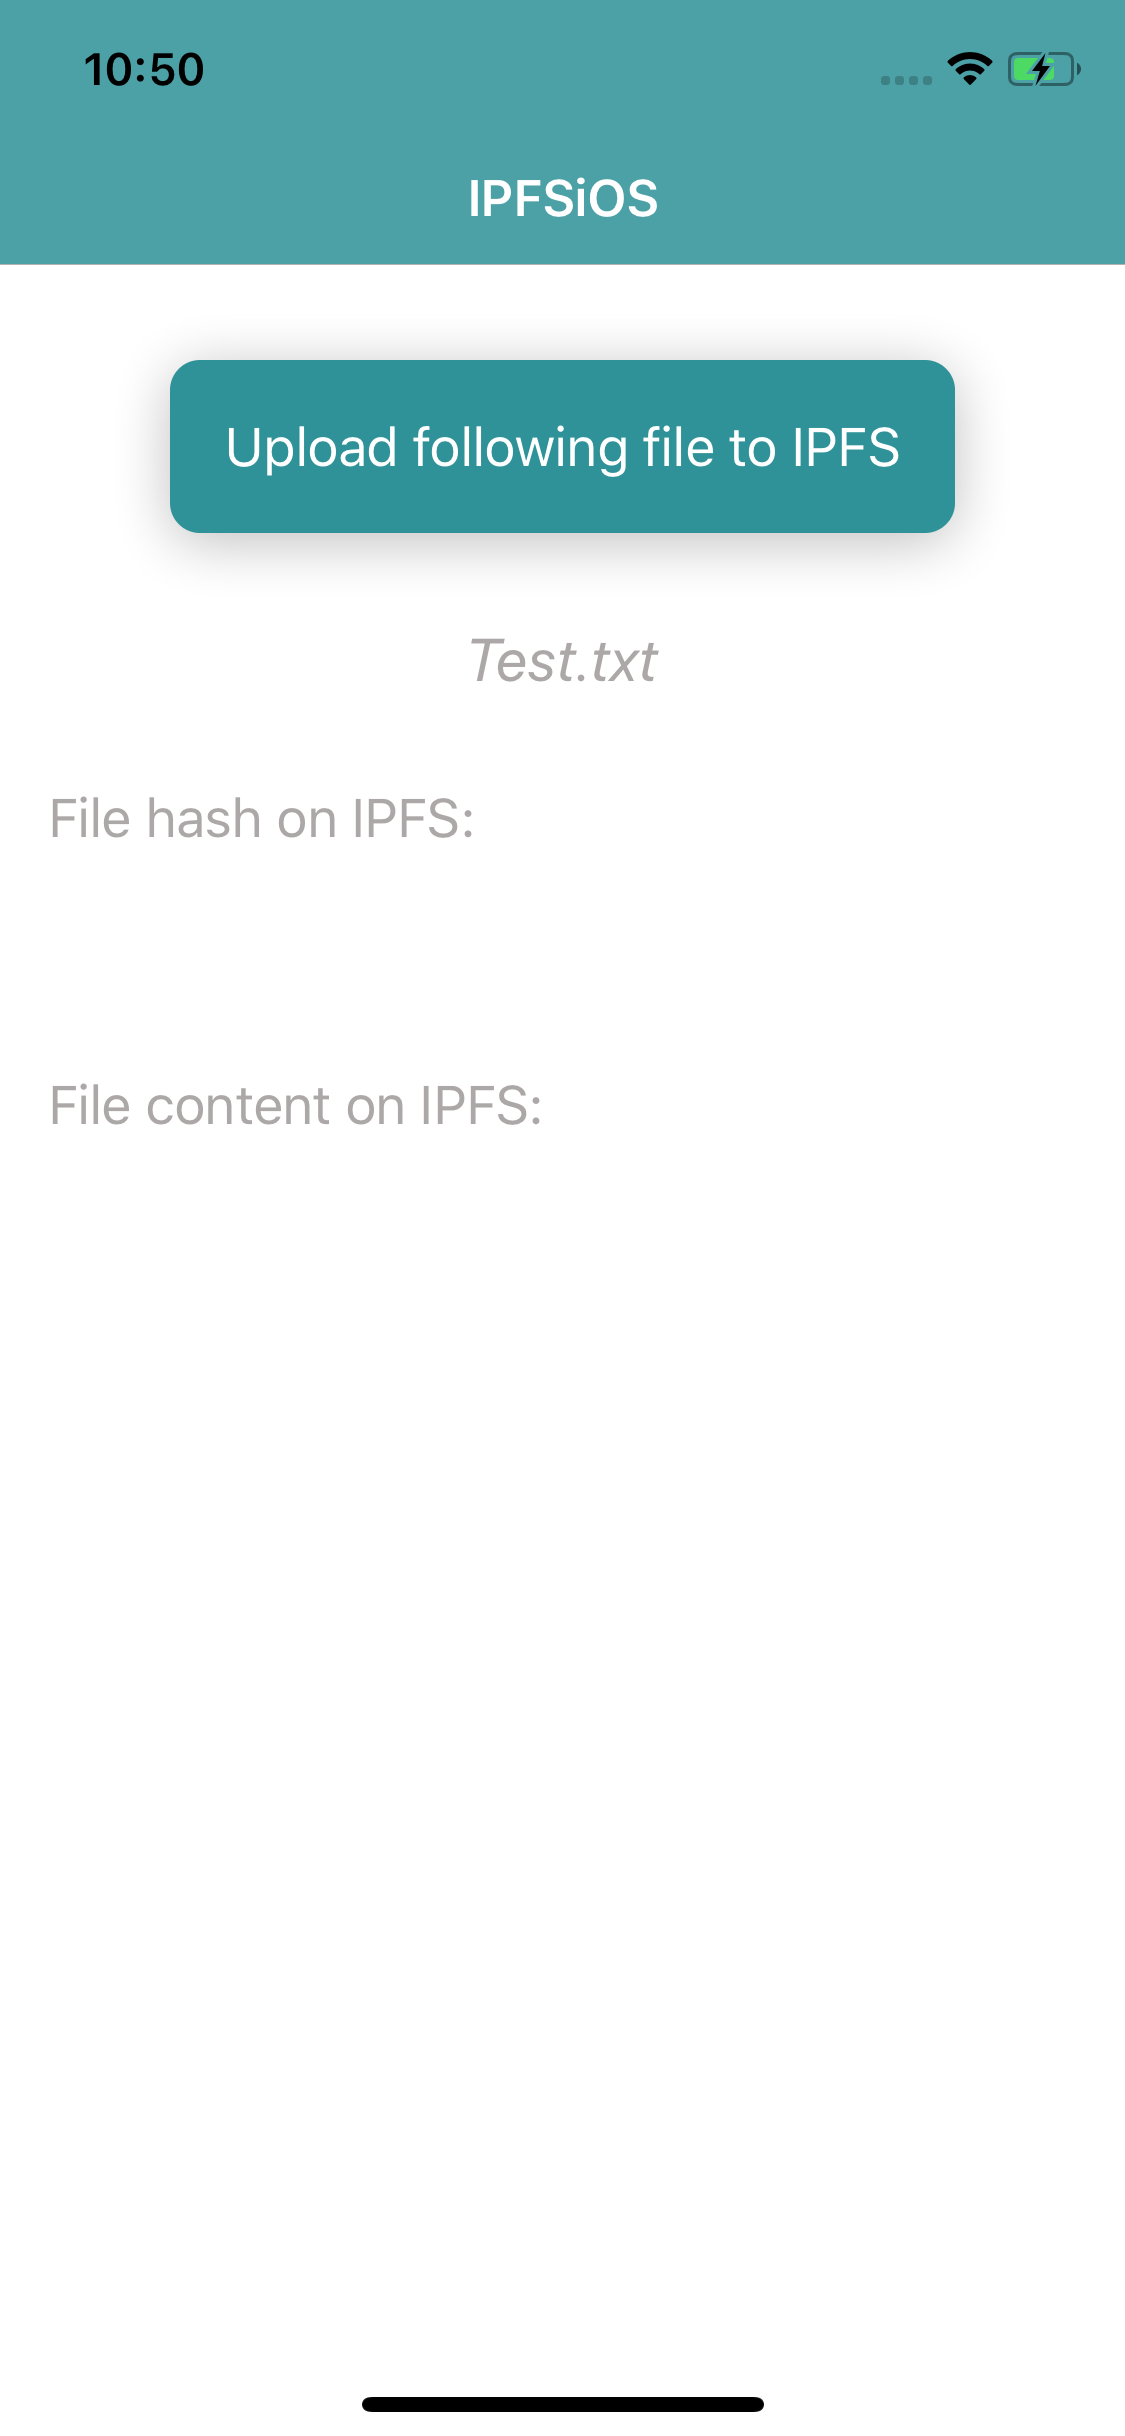 10:50
IPFSiOS
Upload following file to IPFS
Test.txt
File hash on IPFS:
File content on IPFS: